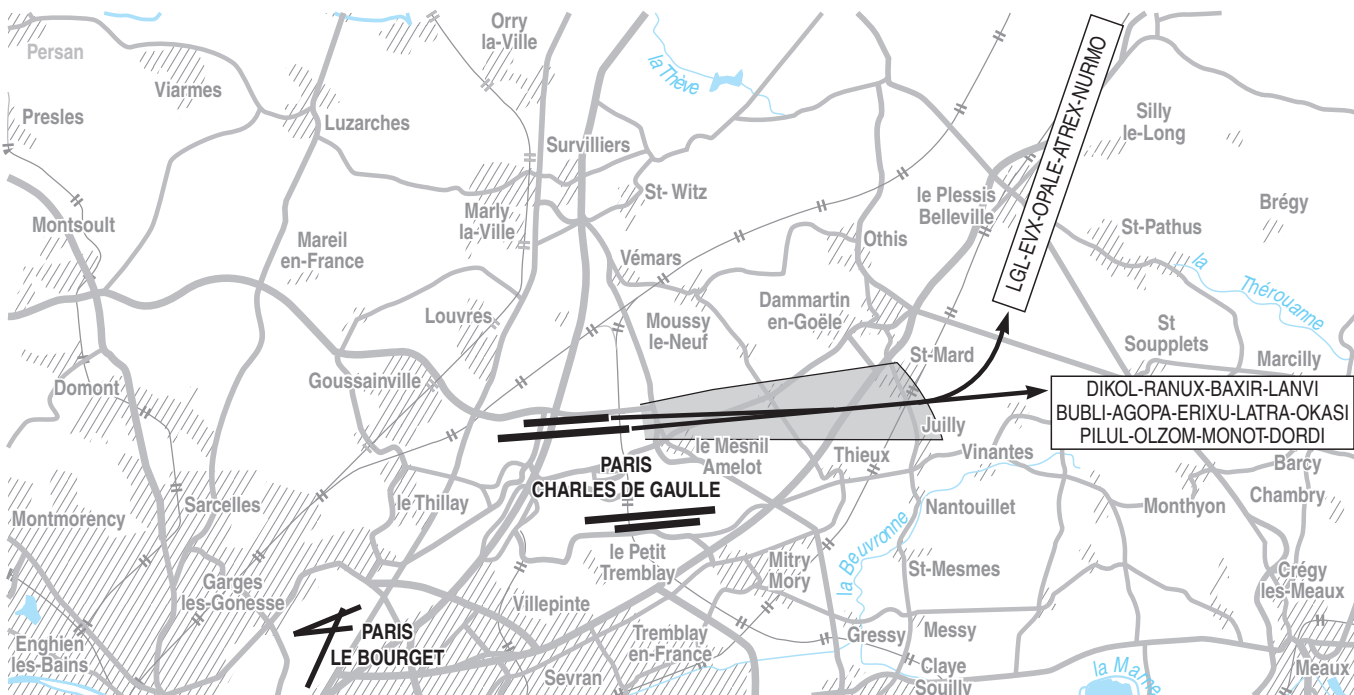 Persan
Orry
la-Ville
la Thève
Viarmes
Presles
Luzarches
Silly
le-Long
Survilliers
St- Witz
le Plessis
Belleville
LGL-EVX-OPALE-ATREX-NURMO
Brégy
Montsoult
Marly
la-Ville
St-Pathus
Mareil
en-France
Othis
Vémars
la Thérouanne
Dammartin
en-Goële
Louvres
Moussy
le-Neuf
St
Soupplets
St-Mard
Marcilly
Domont
Goussainville
DIKOL-RANUX-BAXIR-LANVI
BUBLI-AGOPA-ERIXU-LATRA-OKASI
PILUL-OLZOM-MONOT-DORDI
Juilly
le Mesnil
Amelot
Thieux
Vinantes
PARIS
CHARLES DE GAULLE
Barcy
Sarcelles
le Thillay
Monthyon
Chambry
Montmorency
Nantouillet
la Beuvronne
le Petit
Tremblay
Mitry
Mory
St-Mesmes
Crégy
les-Meaux
Garges
les-Gonesse
Villepinte
PARIS
LE BOURGET
Tremblay
en-France
Gressy
Messy
Enghien
les-Bains
Sevran
Claye
Souilly
la Marne
Meaux